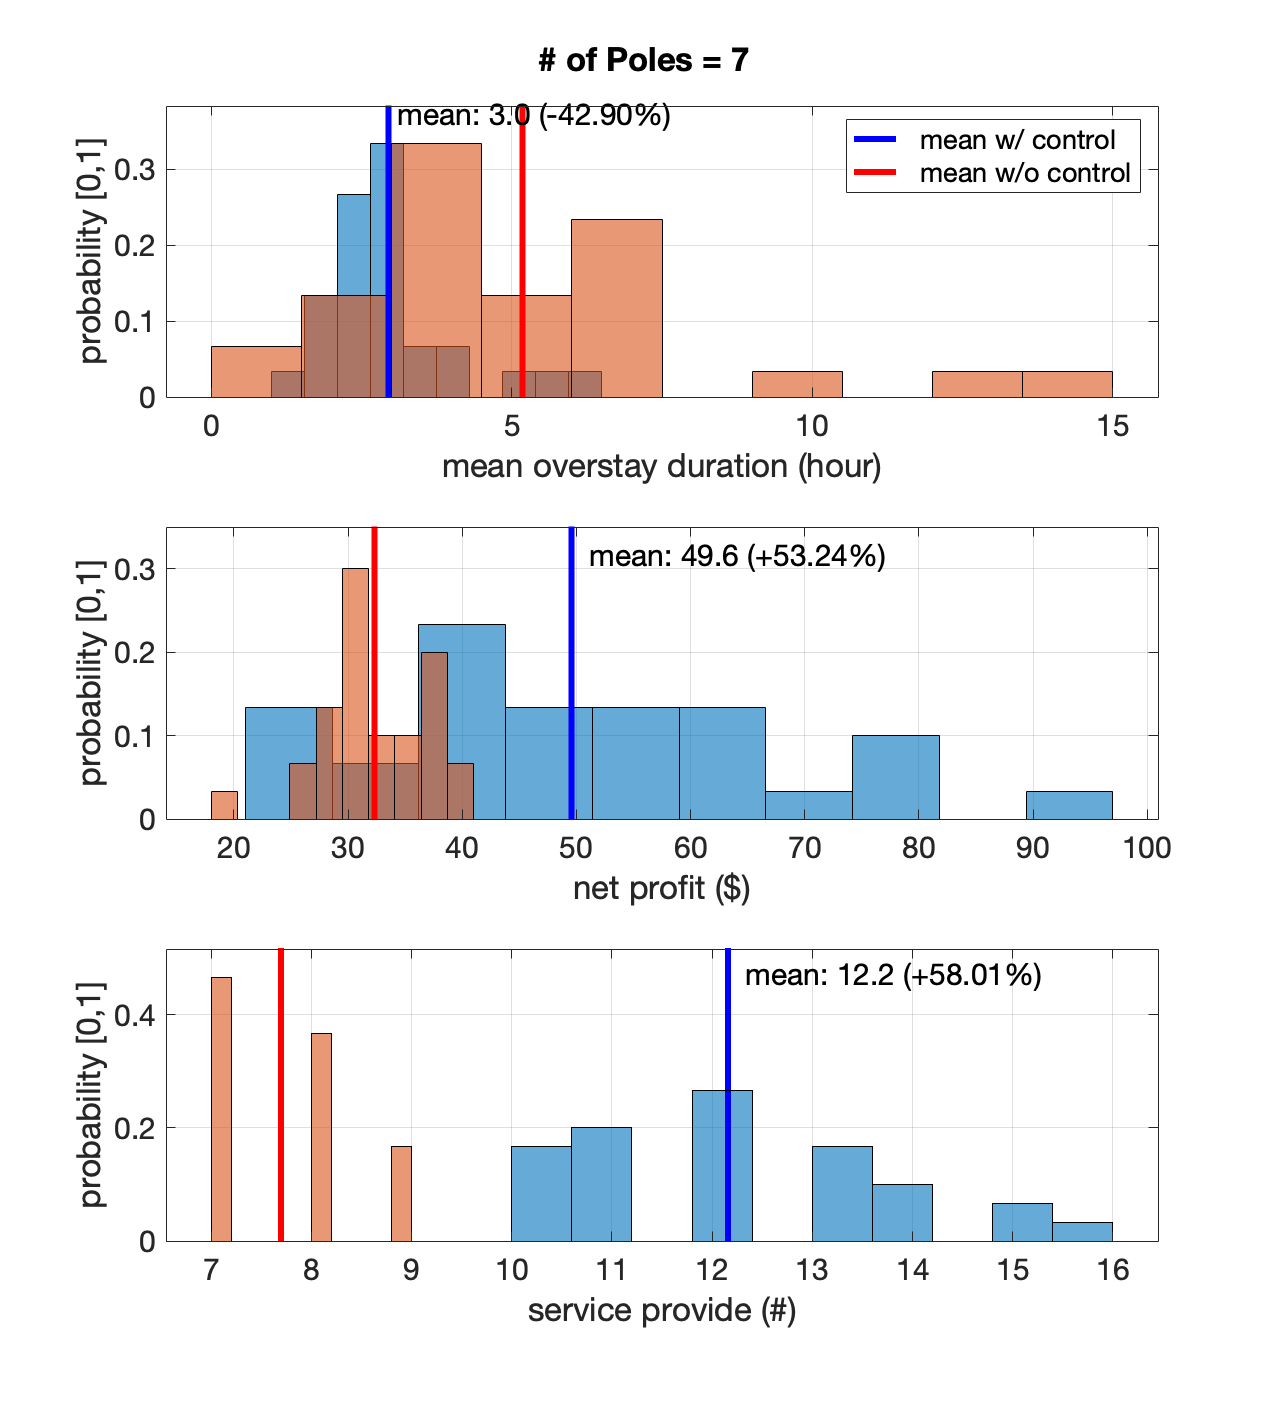 # of Poles = 7
mean: 3.0 (-42.90%)
mean w/ control
mean w/o control
probability [0,1]
0.3
0.2
0.1
0
0 5 10 15
mean overstay duration (hour)
mean: 49.6 (+53.24%)
probability [0,1]
0.3
0.2
0.1
0
20 30 40 50 60 70 80 90 100
net profit ($)
mean: 12.2 (+58.01%)
probability [0,1]
0.4
0.2
0
7 8 9 10 11 12 13 14 15 16
service provide (#)